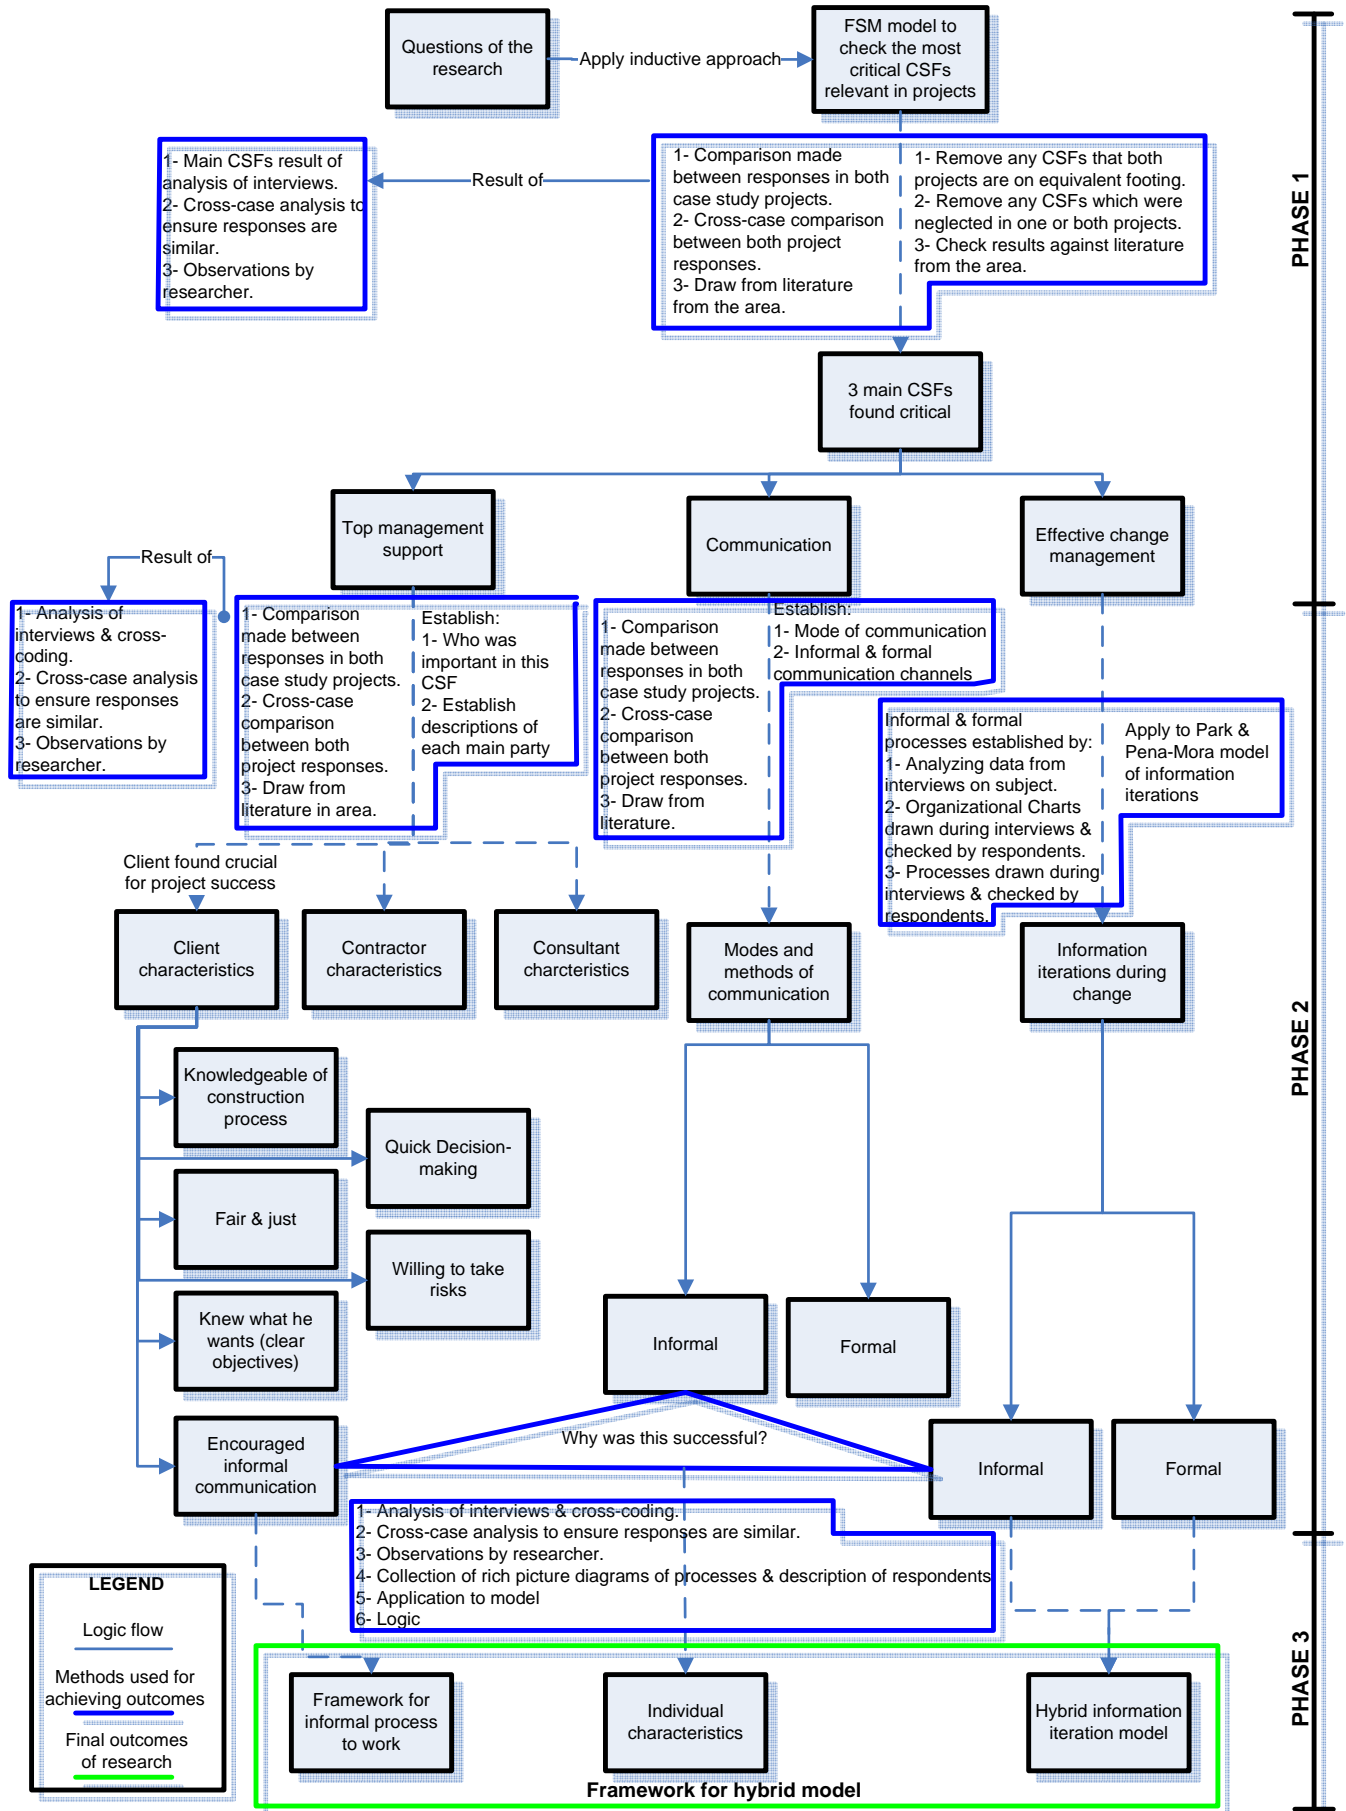 Questions of the
research
Apply inductive approach
FSM model to
check the most
critical CSFs
relevant in projects
PHASE 1
1- Main CSFs result of
analysis of interviews.
2- Cross-case analysis to
ensure responses are
similar.
3- Observations by
researcher.
Result of
1- Comparison made
between responses in both
case study projects.
2- Cross-case comparison
between both project
responses.
3- Draw from literature
from the area.
1- Remove any CSFs that both
projects are on equivalent footing.
2- Remove any CSFs which were
neglected in one or both projects.
3- Check results against literature
from the area.
3 main CSFs
found critical
Top management
support
Communication
Effective change
management
Result of
1- Analysis of
interviews & cross-
coding.
2- Cross-case analysis
to ensure responses
are similar.
3- Observations by
researcher.
1- Comparison
made between
responses in both
case study projects.
2- Cross-case
comparison
between both
project responses.
3- Draw from
literature in area.
Establish:
1- Who was
important in this
CSF
2- Establish
descriptions of
each main party
1- Comparison
made between
responses in both
case study projects.
2- Cross-case
comparison
between both
project responses.
3- Draw from
literature.
Establish:
1- Mode of communication
2- Informal & formal
communication channels
Informal & formal
processes established by:
1- Analyzing data from
interviews on subject.
2- Organizational Charts
drawn during interviews &
checked by respondents.
3- Processes drawn during
interviews & checked by
respondents.
Apply to Park &
Pena-Mora model
of information
iterations
PHASE 2
Client found crucial
for project success
Client
characteristics
Contractor
characteristics
Consultant
charcteristics
Modes and
methods of
communication
Information
iterations during
change
Knowledgeable of
construction
process
Quick Decision-
making
Fair & just
Willing to take
risks
Knew what he
wants (clear
objectives)
Encouraged
informal
communication
Informal
Formal
Why was this successful?
Informal
Formal
1- Analysis of interviews & cross-coding.
2- Cross-case analysis to ensure responses are similar.
3- Observations by researcher.
4- Collection of rich picture diagrams of processes & description of respondents
5- Application to model
6- Logic
PHASE 3
LEGEND
Logic flow
Methods used for
achieving outcomes
Final outcomes
of research
Framework for
informal process
to work
Individual
characteristics
Hybrid information
iteration model
Framework for hybrid model